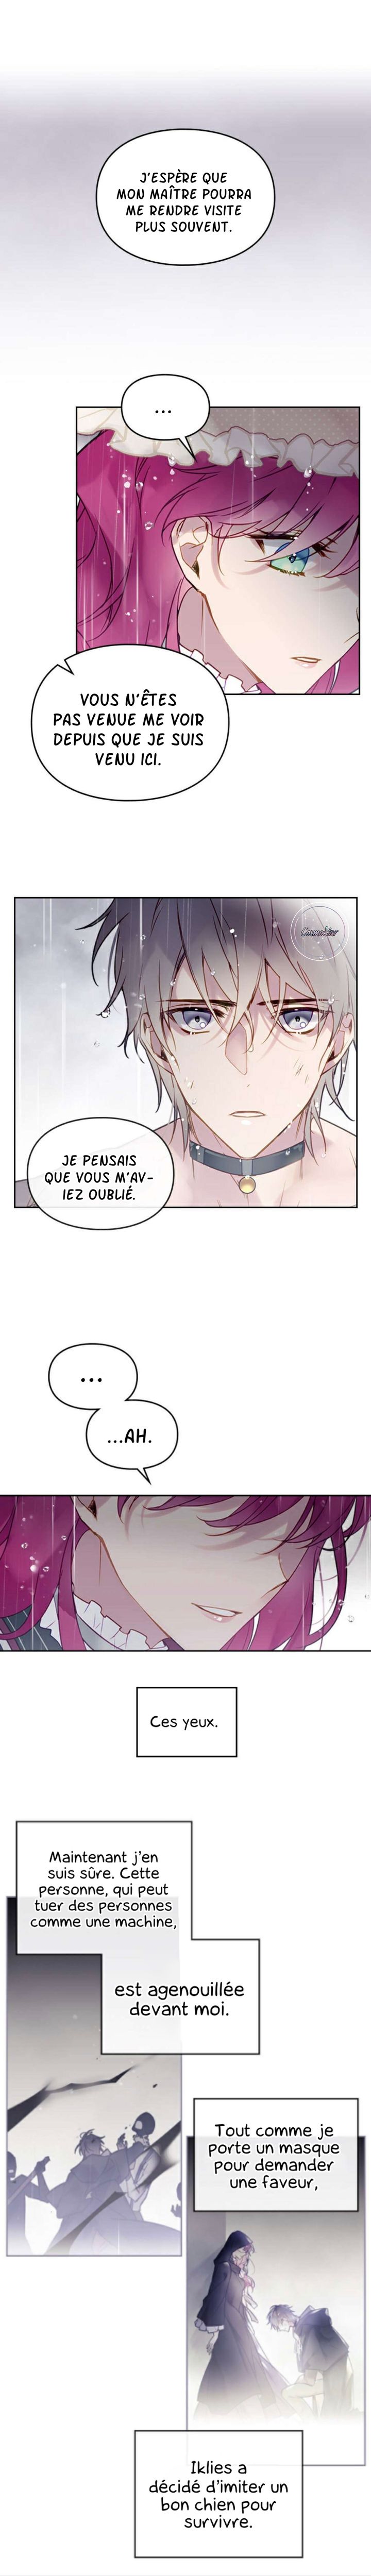 J'ESPÈRE QUE
MON MAÎTRE POURRA
ME RENDRE VISITE
PLUS SOUVENT.
...
VOUS N'ÊTES
PAS VENUE ME VOIR
DEPUIS QUE JE SUIS
VENU ICI.
JE PENSAIS
QUE VOUS M'AV-
IEZ OUBLIÉ.
...
...AH.
Ces yeux.
Maintenant j'en
suis sûre. Cette
personne, qui peut
tuer des personnes
comme une machine,
est agenouillée
devant moi.
Tout comme je
porte un masque
pour demander
une faveur,
Iklies a
décidé d'imiter un
bon chien pour
survivre.